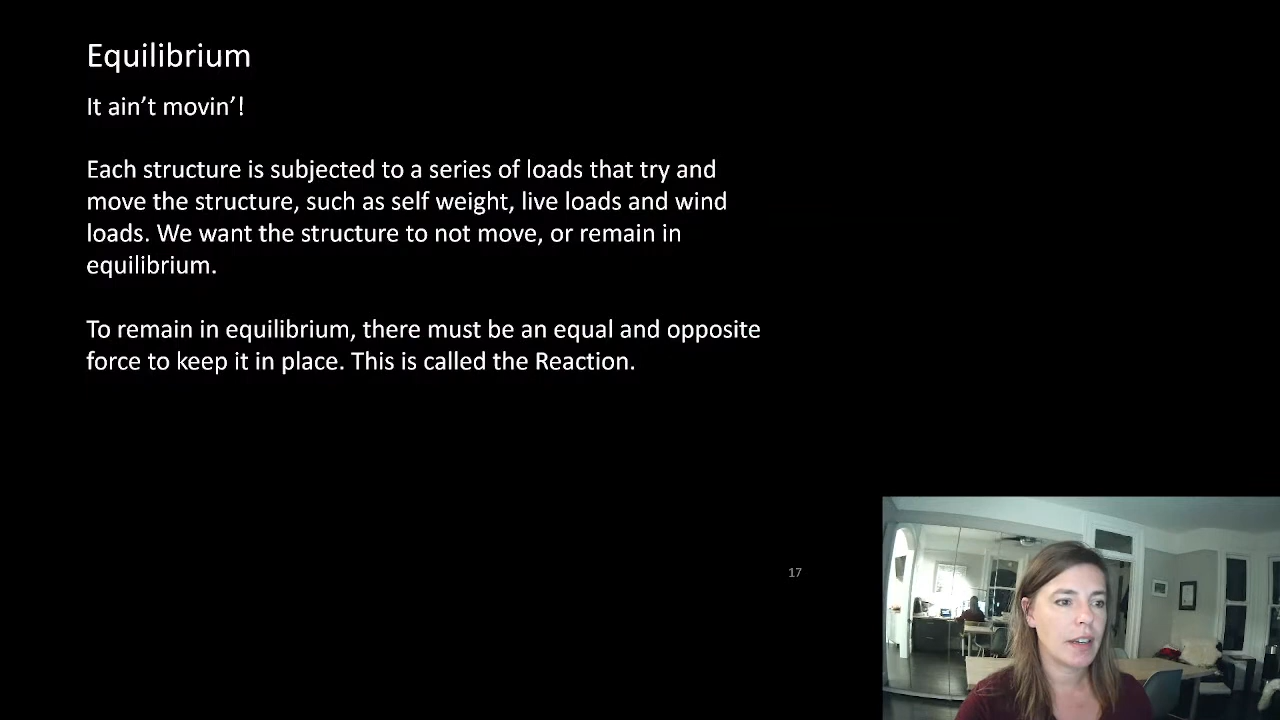 Equilibrium
It ain’t movin’!
Each structure is subjected to a series of loads that try and
move the structure, such as self weight, live loads and wind
loads. We want the structure to not move, or remain in
equilibrium.
To remain in equilibrium, there must be an equal and opposite
force to keep it in place. This is called the Reaction.
17